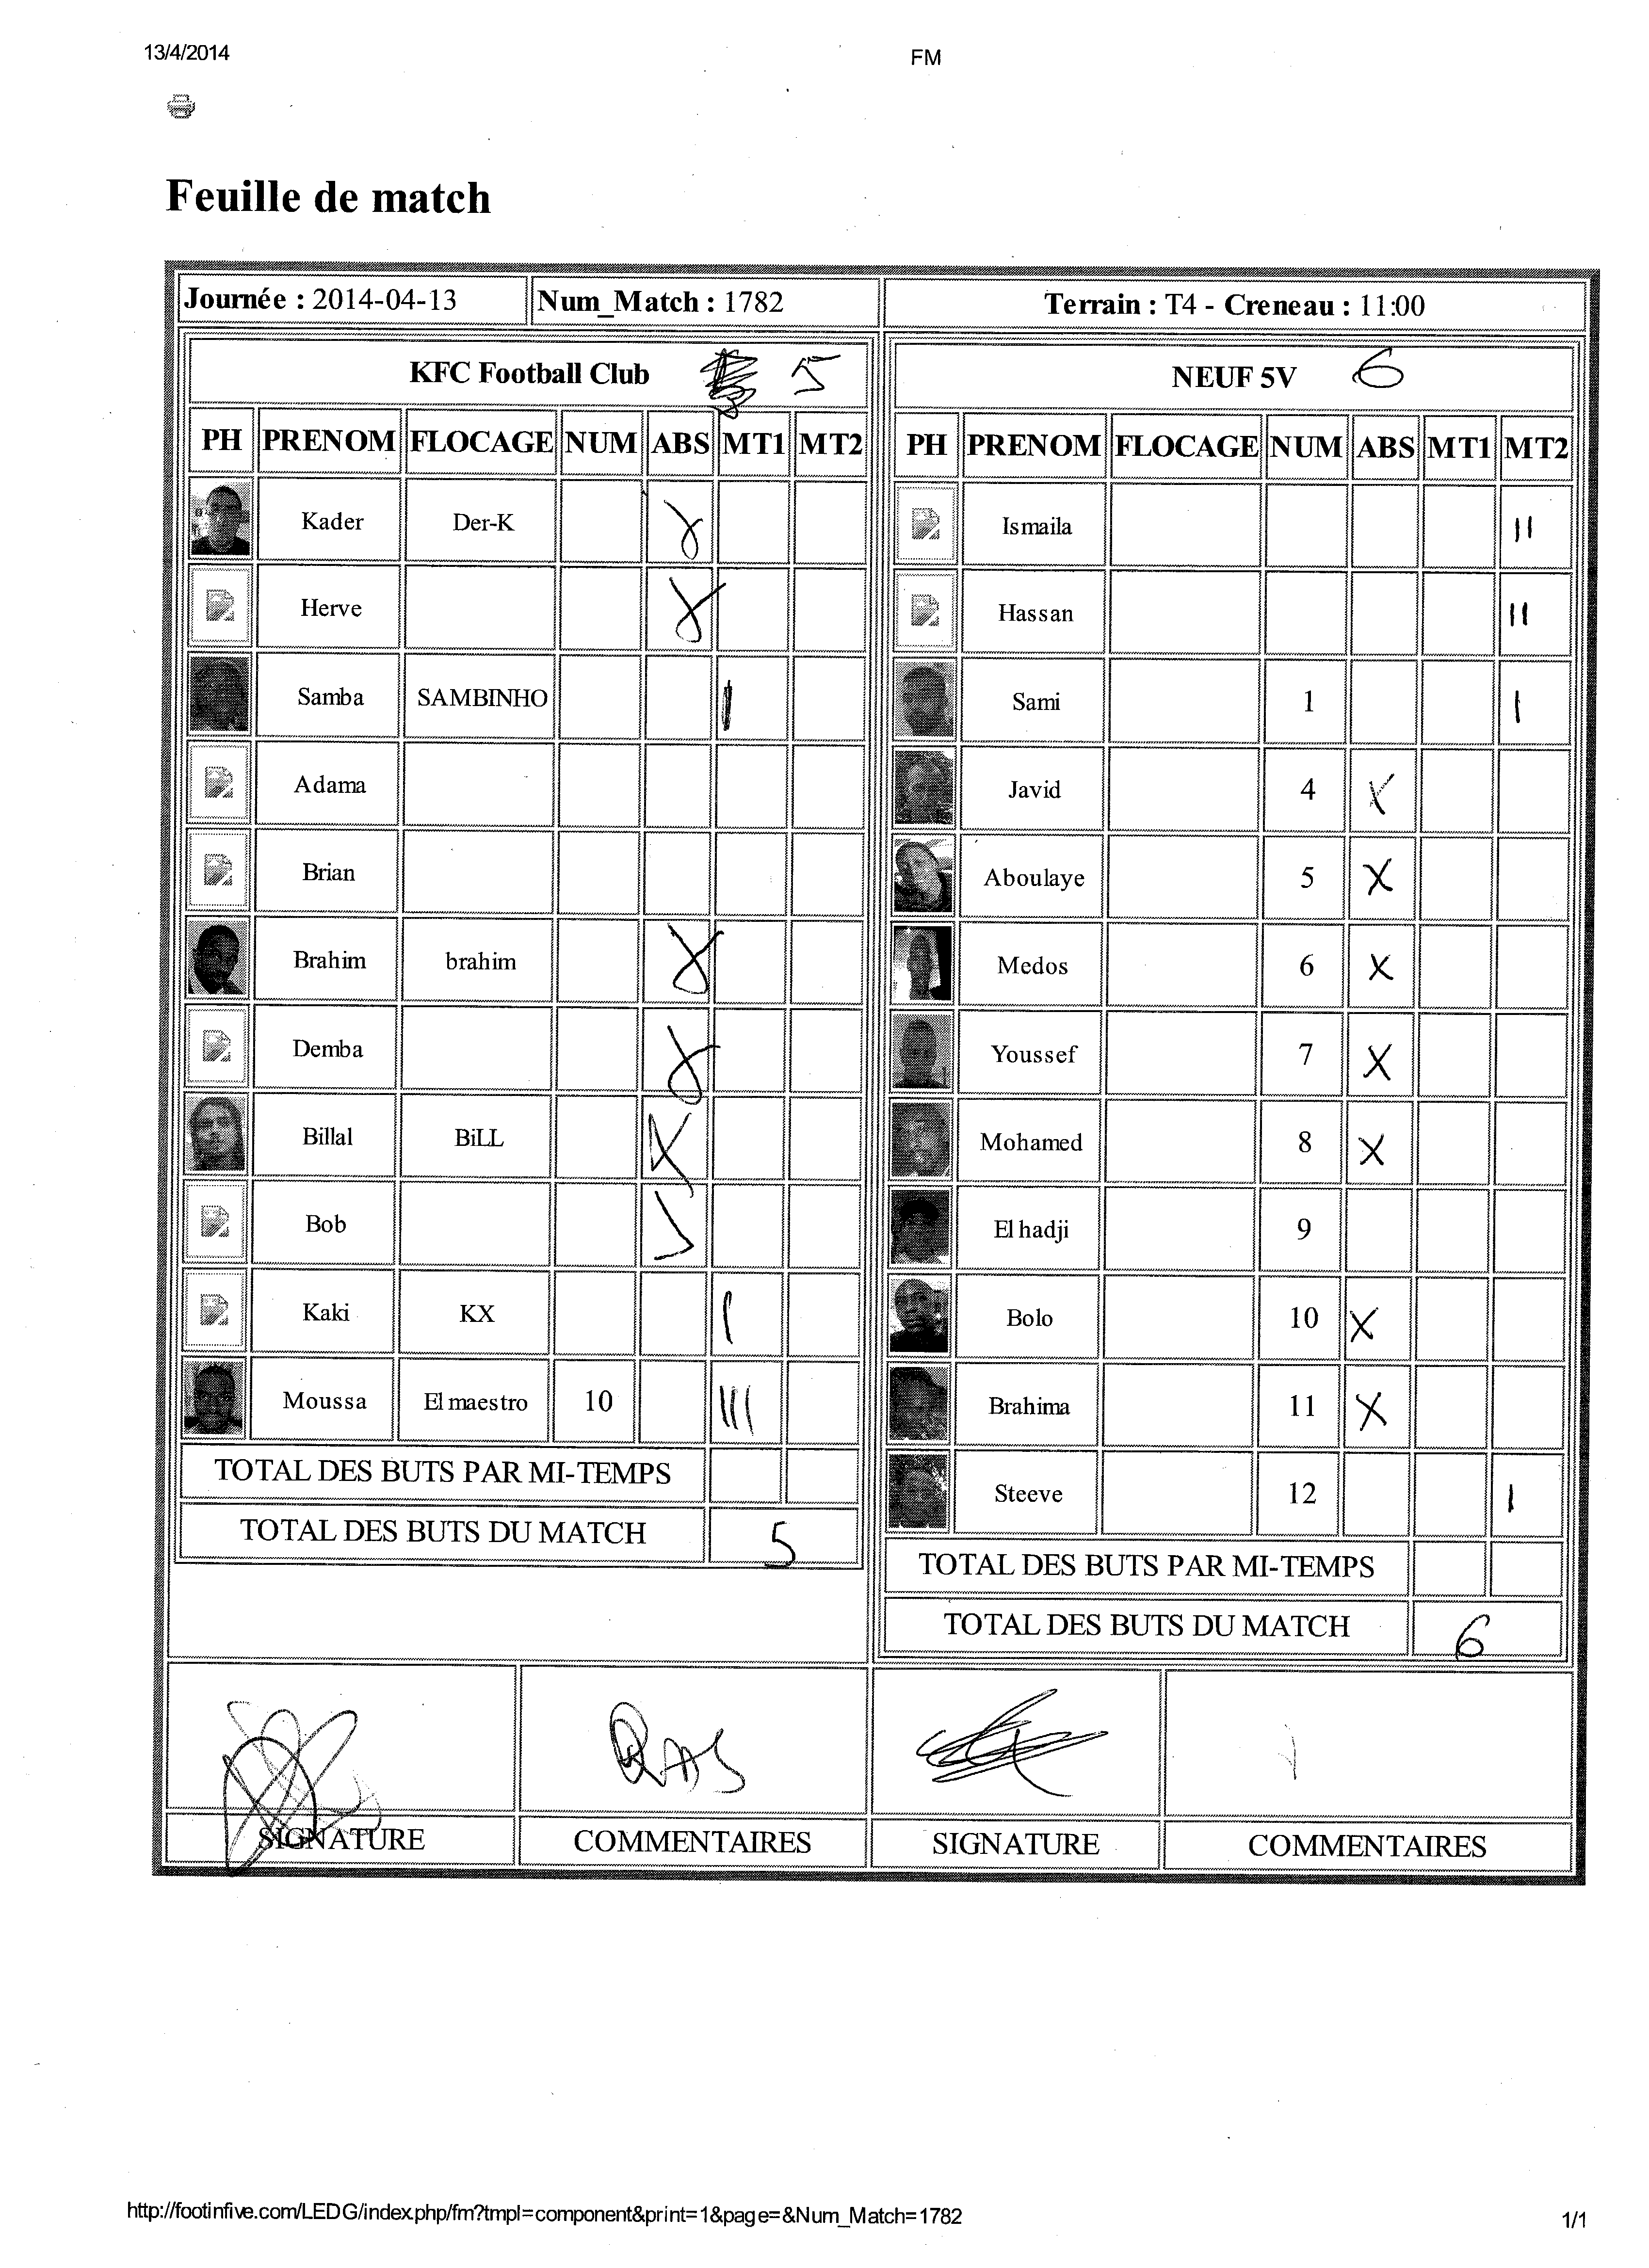 13/4/2014 FM
Feuille de match
Journée : 2014-04-13 Num_Match : 1782 Terrain : T4 - Creneau : 11:00
KFC Football Club 5 NEUF 5V 6
PH PRENOM FLOCAGE NUM ABS MT1 MT2 PH PRENOM FLOCAGE NUM ABS MT1 MT2
Kader Der-K X Ismaila II
Herve X Hassan II
Samba SAMBINHO I Sami 1 I
Adama Javid 4 X
Brian Aboulaye 5 X
Brahim brahim X Medos 6 X
Demba X Youssef 7 X
Billal BiLL X Mohamed 8 X
Bob El hadji 9
Kaki KX I Bolo 10 X
Moussa El maestro 10 III Brahima 11 X
Steeve 12 I
TOTAL DES BUTS PAR MI-TEMPS
TOTAL DES BUTS DU MATCH 5
TOTAL DES BUTS PAR MI-TEMPS
TOTAL DES BUTS DU MATCH 6
RAS
SIGNATURE COMMENTAIRES SIGNATURE COMMENTAIRES
http://footinfive.com/LEDG/index.php/fm?tmpl=component&print=1&page=&Num_Match=1782 1/1